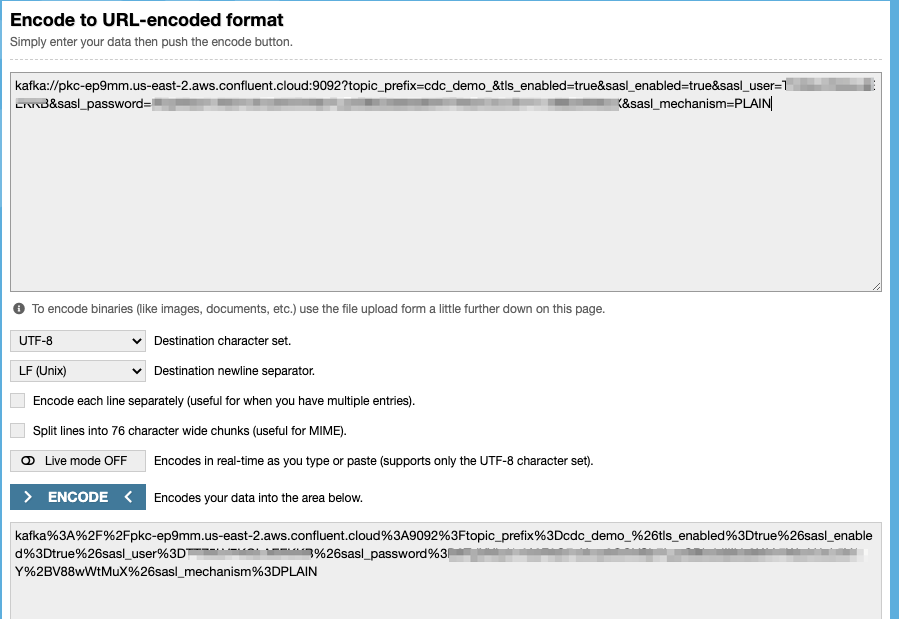 Encode to URL-encoded format
Simply enter your data then push the encode button.
kafka://pkc-ep9mm.us-east-2.aws.confluent.cloud:9092?topic_prefix=cdc_demo_&tls_enabled=true&sasl_enabled=true&sasl_user=
&sasl_password= &sasl_mechanism=PLAIN
To encode binaries (like images, documents, etc.) use the file upload form a little further down on this page.
UTF-8 Destination character set.
LF (Unix) Destination newline separator.
Encode each line separately (useful for when you have multiple entries).
Split lines into 76 character wide chunks (useful for MIME).
Live mode OFF Encodes in real-time as you type or paste (supports only the UTF-8 character set).
> ENCODE < Encodes your data into the area below.
kafka%3A%2F%2Fpkc-ep9mm.us-east-2.aws.confluent.cloud%3A9092%3Ftopic_prefix%3Dcdc_demo_%26tls_enabled%3Dtrue%26sasl_enable
d%3Dtrue%26sasl_user%3D %26sasl_password%3
%26sasl_mechanism%3DPLAIN